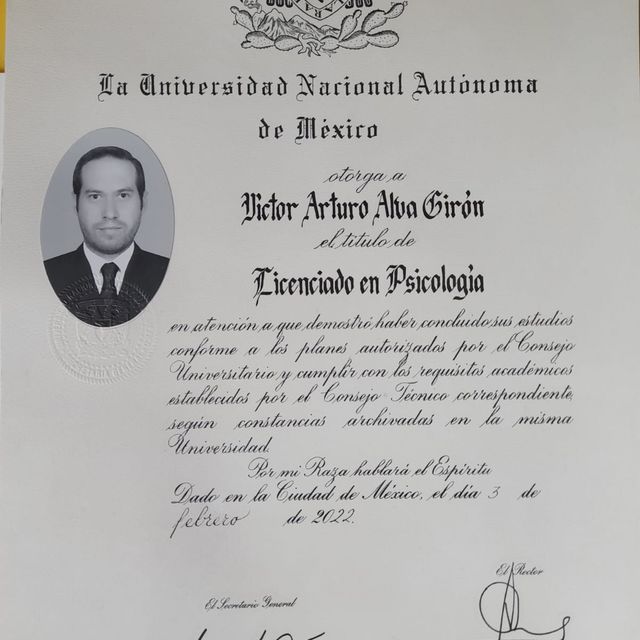 La Universidad Nacional Autónoma
de México
otorga a
Victor Arturo Alva Girón
el título de
Licenciado en Psicología
en atención a que demostró haber concluido sus estudios
conforme a los planes autorizados por el Consejo
Universitario y cumplir con los requisitos académicos
establecidos por el Consejo Técnico correspondiente,
según constancias archivadas en la misma
Universidad.
Por mi Raza hablará el Espíritu
Dado en la Ciudad de México, el día 3 de
febrero de 2022.
El Rector
El Secretario General